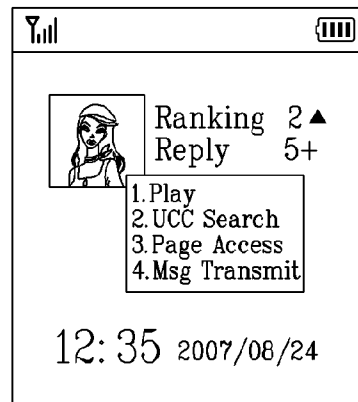 Ranking 2▲
Reply 5+
1.Play
2.UCC Search
3.Page Access
4.Msg Transmit
12:35 2007/08/24